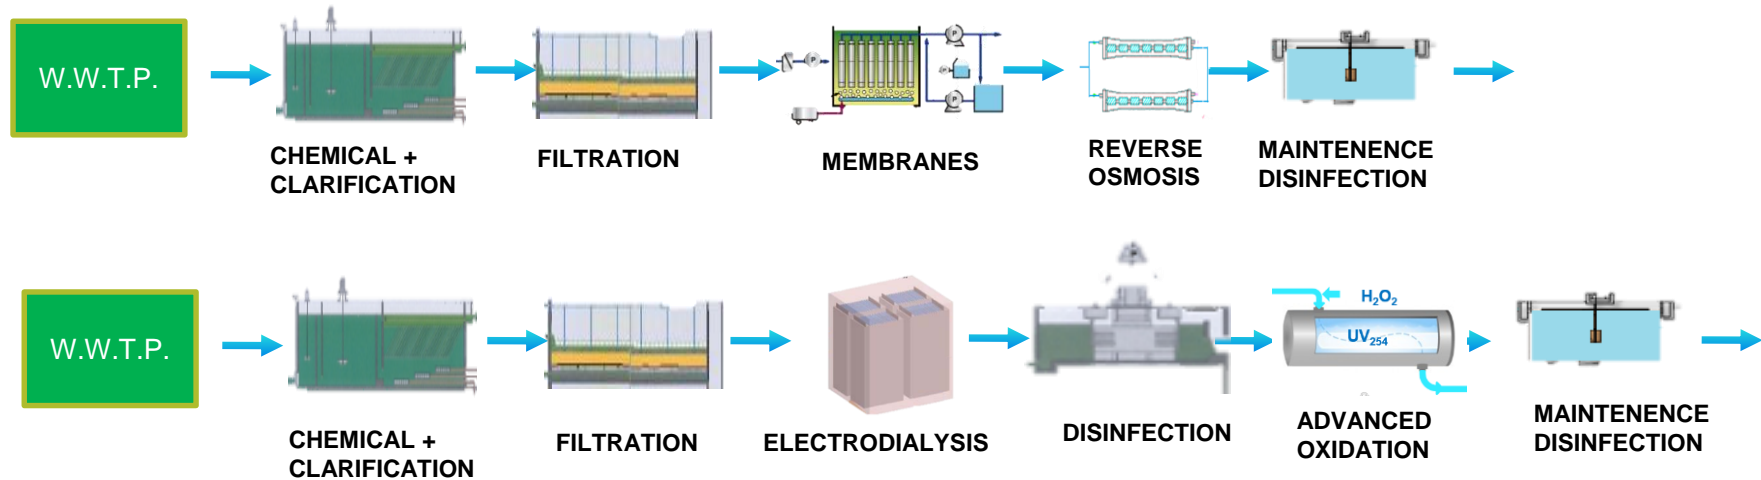 W.W.T.P.
CHEMICAL +
CLARIFICATION
FILTRATION
P
P
P
MEMBRANES
REVERSE
OSMOSIS
MAINTENENCE
DISINFECTION
W.W.T.P.
CHEMICAL +
CLARIFICATION
FILTRATION
ELECTRODIALYSIS
DISINFECTION
H₂O₂
UV₂₅₄
ADVANCED
OXIDATION
MAINTENENCE
DISINFECTION